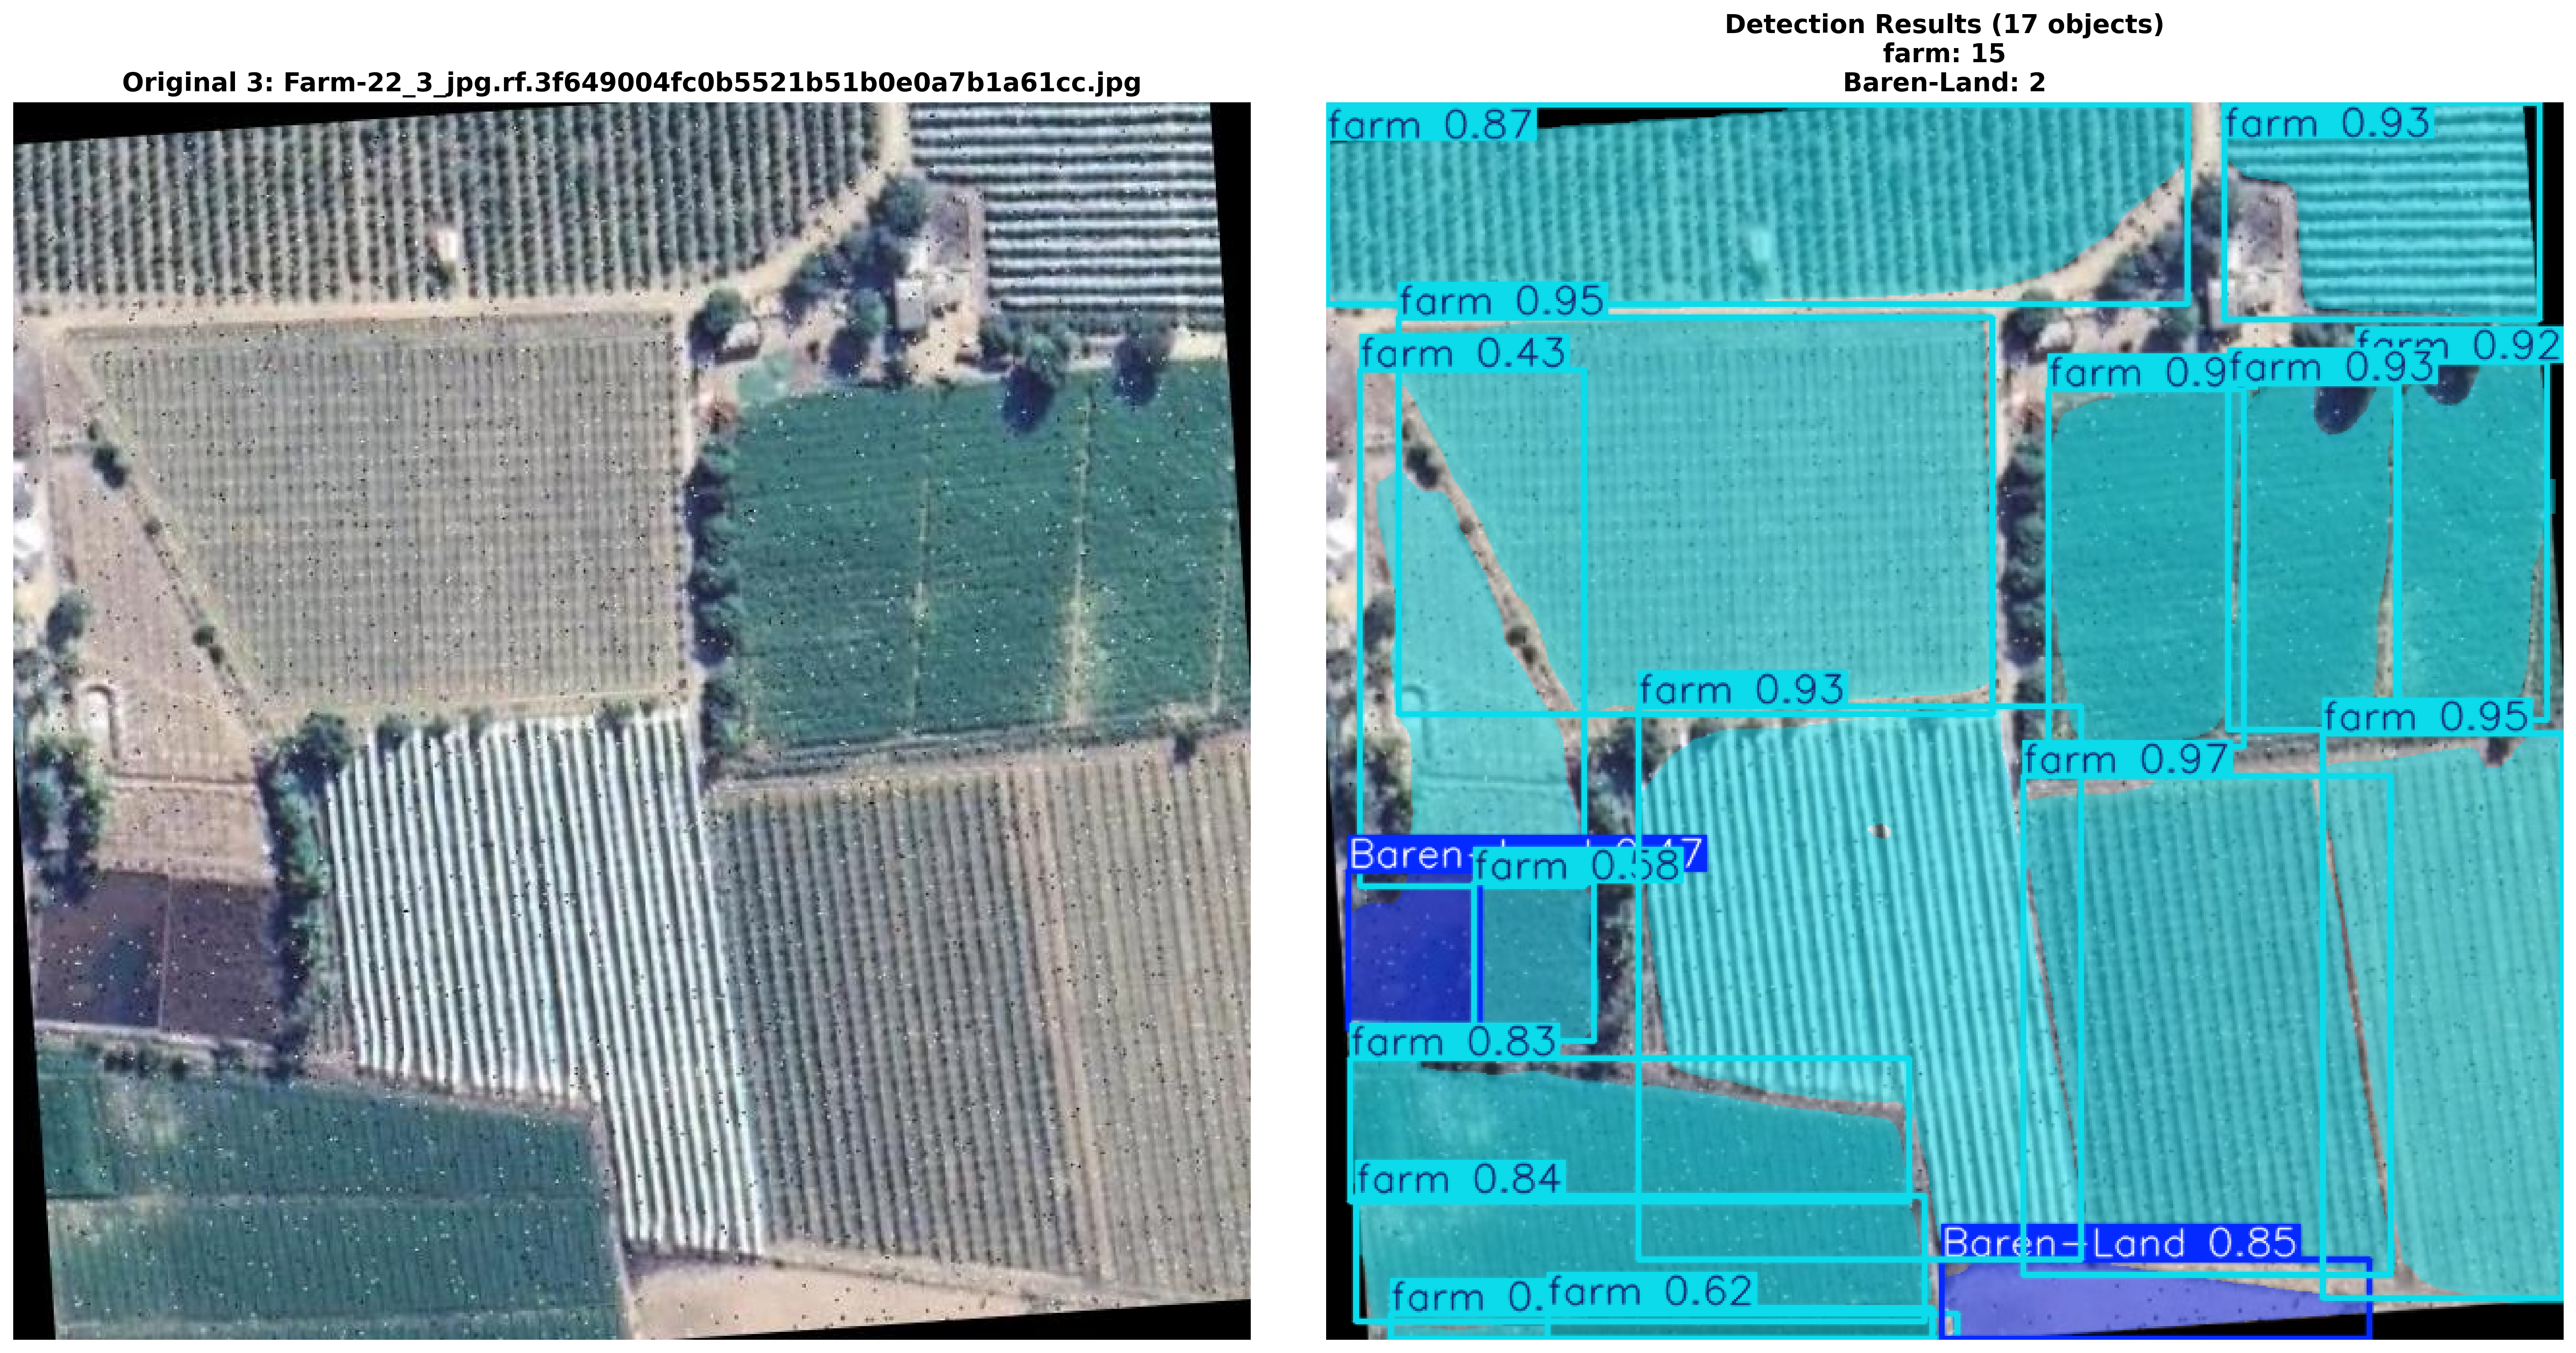 Original 3: Farm-22_3_jpg.rf.3f649004fc0b5521b51b0e0a7b1a61cc.jpg
Detection Results (17 objects)
farm: 15
Baren-Land: 2
farm 0.87
farm 0.93
farm 0.95
farm 0.43
farm 0.92
farm 0.9
farm 0.93
farm 0.93
farm 0.95
farm 0.97
Baren-
farm 0.58
farm 0.83
farm 0.84
Baren-Land 0.85
farm 0.
farm 0.62